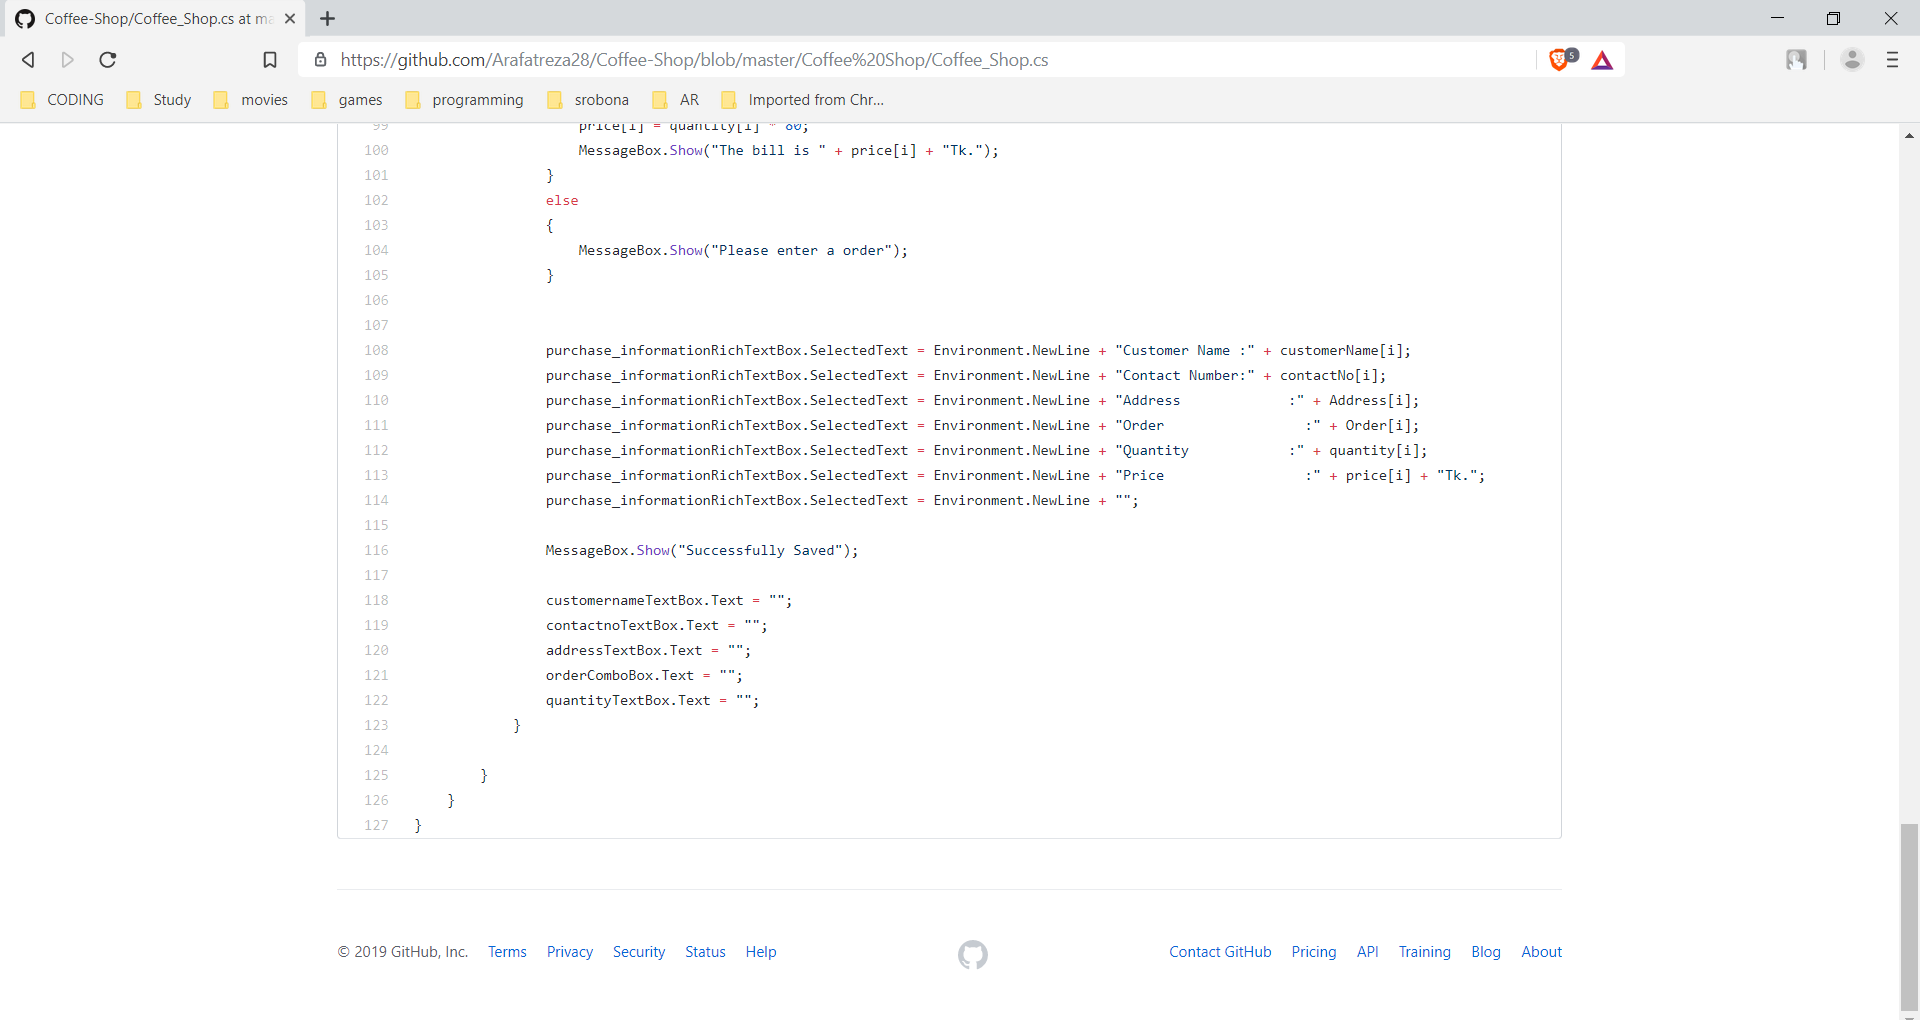 Coffee-Shop/Coffee_Shop.cs at ma
https://github.com/Arafatreza28/Coffee-Shop/blob/master/Coffee%20Shop/Coffee_Shop.cs
5
CODING Study movies games programming srobona AR Imported from Chr...
99 price[i] = quantity[i] * 80;
100 MessageBox.Show("The bill is " + price[i] + "Tk.");
101 }
102 else
103 {
104 MessageBox.Show("Please enter a order");
105 }
106
107
108 purchase_informationRichTextBox.SelectedText = Environment.NewLine + "Customer Name :" + customerName[i];
109 purchase_informationRichTextBox.SelectedText = Environment.NewLine + "Contact Number:" + contactNo[i];
110 purchase_informationRichTextBox.SelectedText = Environment.NewLine + "Address             :" + Address[i];
111 purchase_informationRichTextBox.SelectedText = Environment.NewLine + "Order                 :" + Order[i];
112 purchase_informationRichTextBox.SelectedText = Environment.NewLine + "Quantity            :" + quantity[i];
113 purchase_informationRichTextBox.SelectedText = Environment.NewLine + "Price                 :" + price[i] + "Tk.";
114 purchase_informationRichTextBox.SelectedText = Environment.NewLine + "";
115
116 MessageBox.Show("Successfully Saved");
117
118 customernameTextBox.Text = "";
119 contactnoTextBox.Text = "";
120 addressTextBox.Text = "";
121 orderComboBox.Text = "";
122 quantityTextBox.Text = "";
123 }
124
125 }
126 }
127 }
© 2019 GitHub, Inc. Terms Privacy Security Status Help Contact GitHub Pricing API Training Blog About